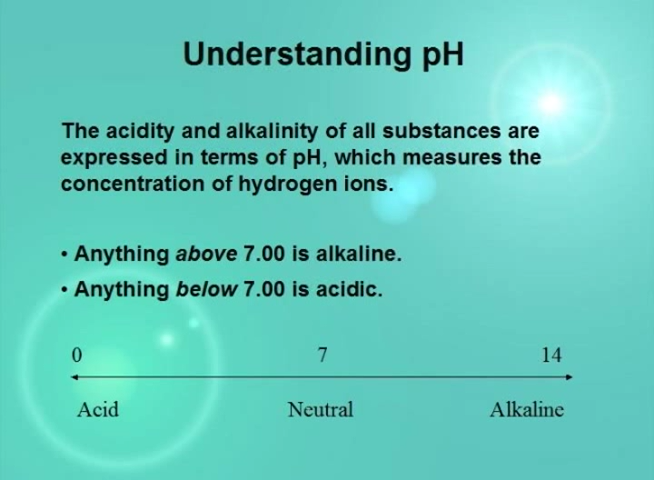 Understanding pH
The acidity and alkalinity of all substances are
expressed in terms of pH, which measures the
concentration of hydrogen ions.
• Anything above 7.00 is alkaline.
• Anything below 7.00 is acidic.
0 7 14
Acid Neutral Alkaline